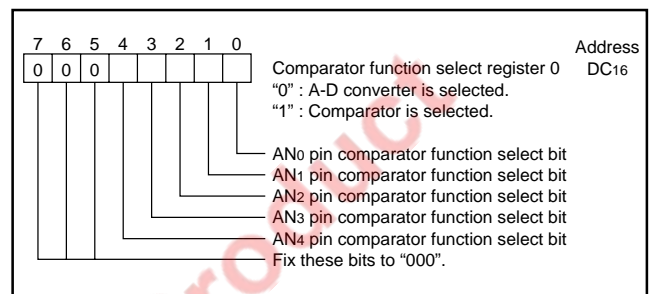 7 6 5 4 3 2 1 0
Address
0 0 0
Comparator function select register 0 DC16
“0” : A-D converter is selected.
“1” : Comparator is selected.
AN0 pin comparator function select bit
AN1 pin comparator function select bit
AN2 pin comparator function select bit
AN3 pin comparator function select bit
AN4 pin comparator function select bit
Fix these bits to “000”.
roduct